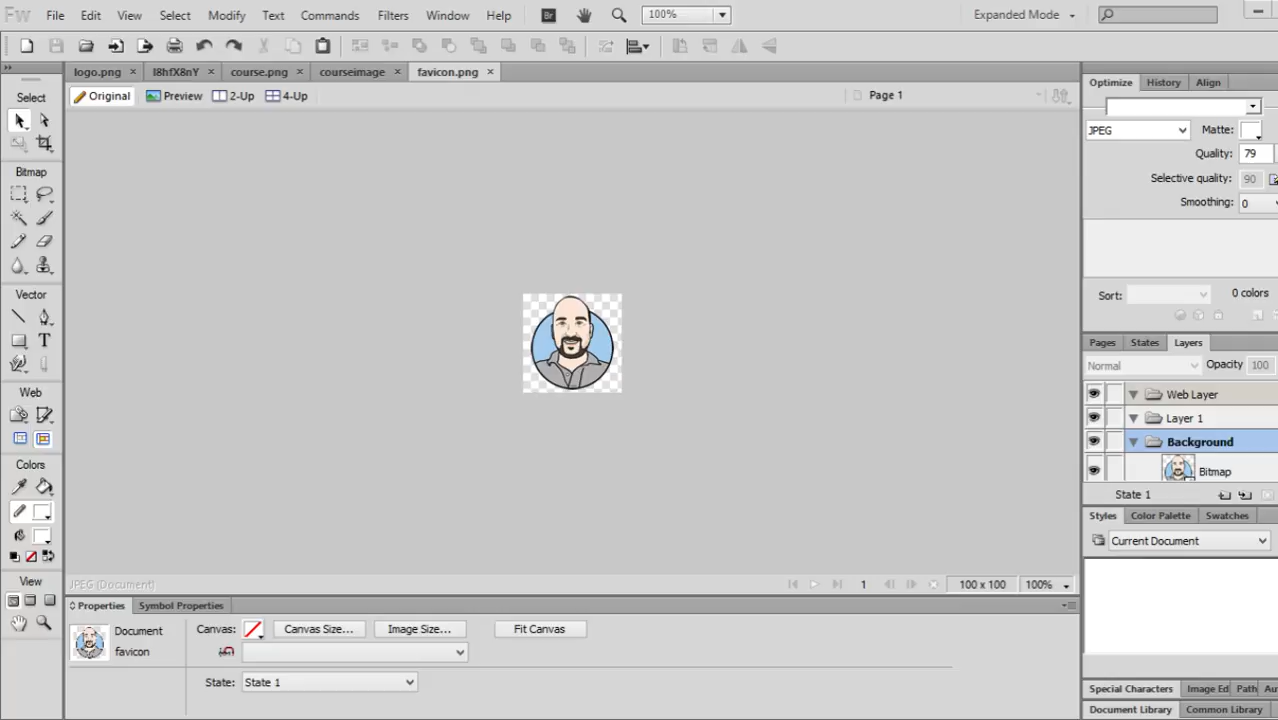 Fw File Edit View Select Modify Text Commands Filters Window Help Br 100% Expanded Mode
logo.png × l8hfX8nY × course.png × courseimage × favicon.png ×
Original Preview 2-Up 4-Up Page 1
Select
Bitmap
Vector
Web
Colors
View
JPEG (Document) 1 100 x 100 100%
Properties Symbol Properties
Document
favicon
Canvas: Canvas Size... Image Size... Fit Canvas
State: State 1
Optimize History Align
JPEG Matte:
Quality: 79
Selective quality: 90
Smoothing: 0
Sort: 0 colors
Pages States Layers
Normal Opacity 100
Web Layer
Layer 1
Background
Bitmap
State 1
Styles Color Palette Swatches
Current Document
Special Characters Image Ed Path Au
Document Library Common Library